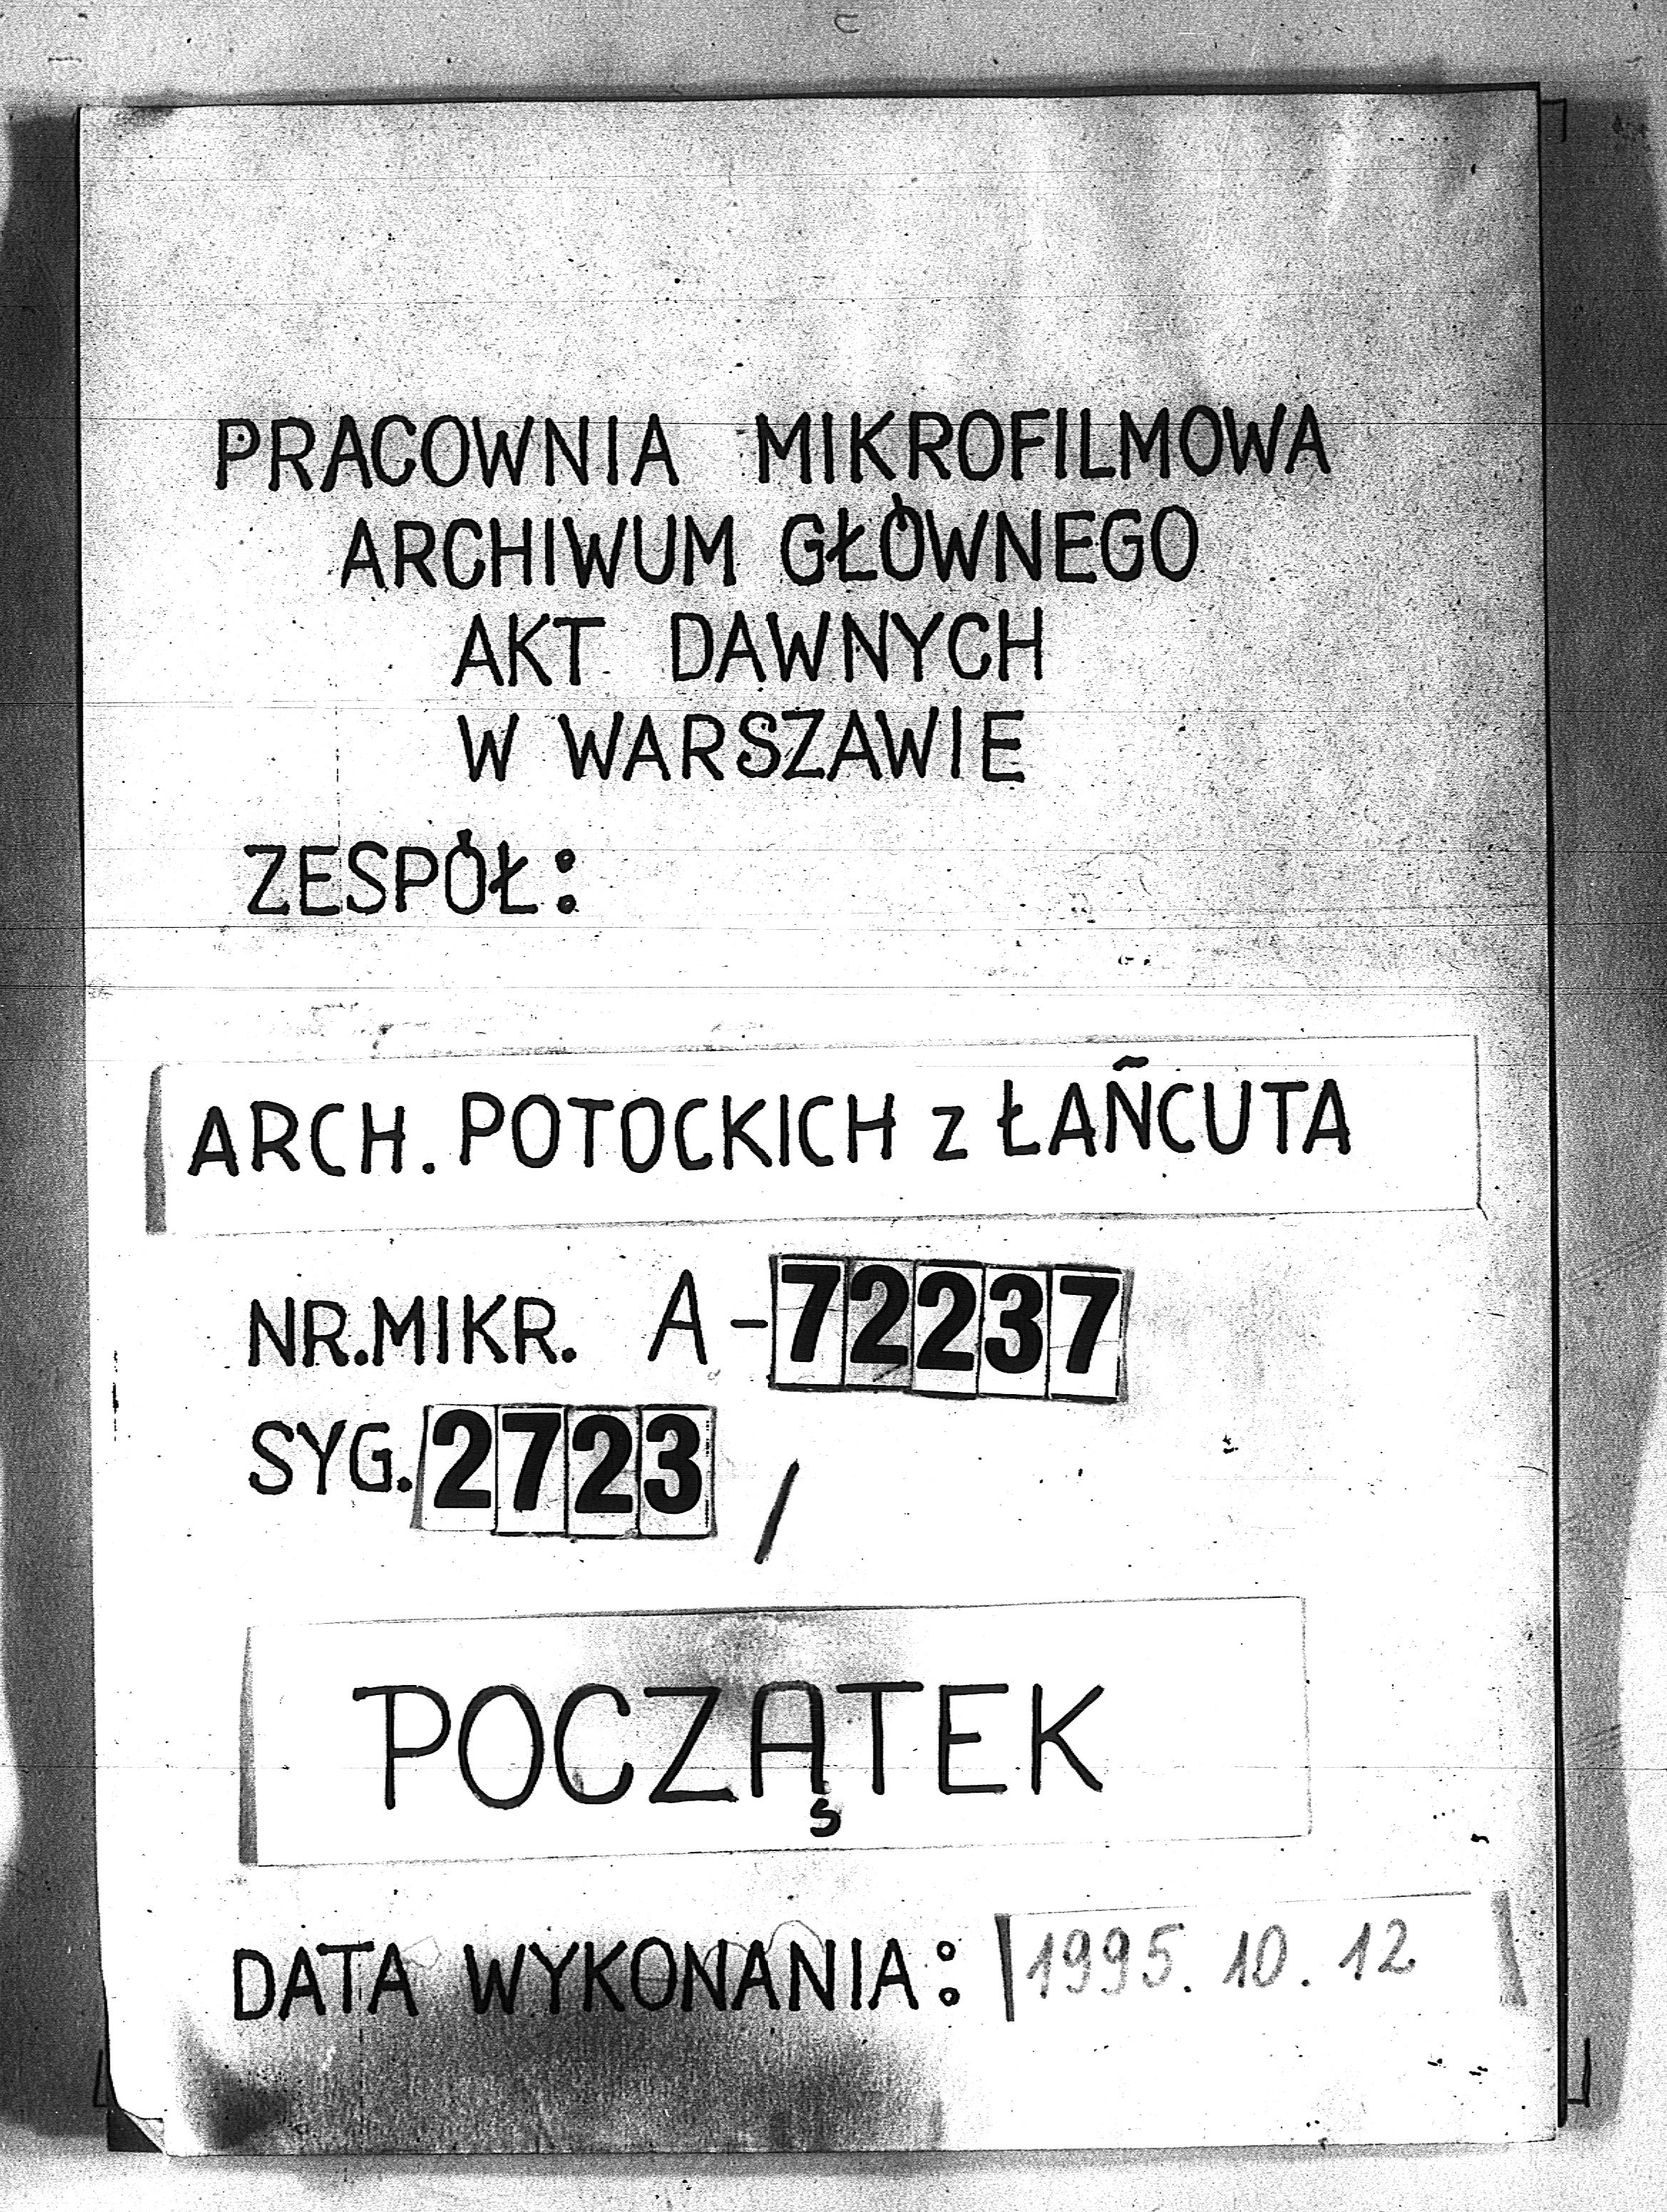 PRACOWNIA MIKROFILMOWA
ARCHIWUM GŁÓWNEGO
AKT DAWNYCH
W WARSZAWIE
ZESPÓŁ:
ARCH. POTOCKICH z ŁAŃCUTA
NR.MIKR. A-72237
SYG. 2723 /
POCZĄTEK
DATA WYKONANIA: 1995. 10. 12